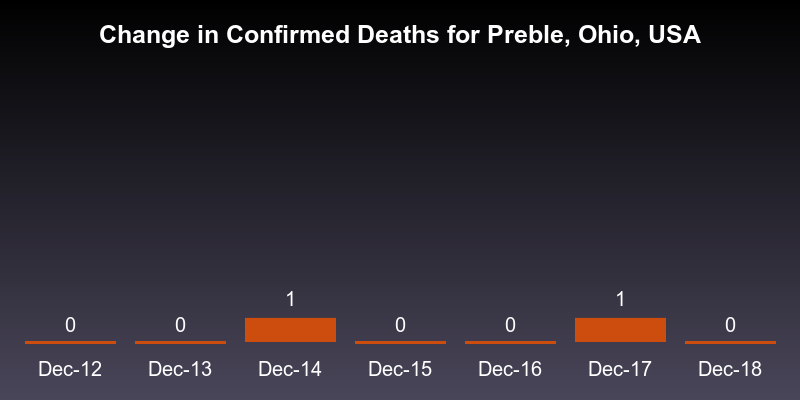 Change in Confirmed Deaths for Preble, Ohio, USA
1 1
0 0 0 0 0
Dec-12 Dec-13 Dec-14 Dec-15 Dec-16 Dec-17 Dec-18